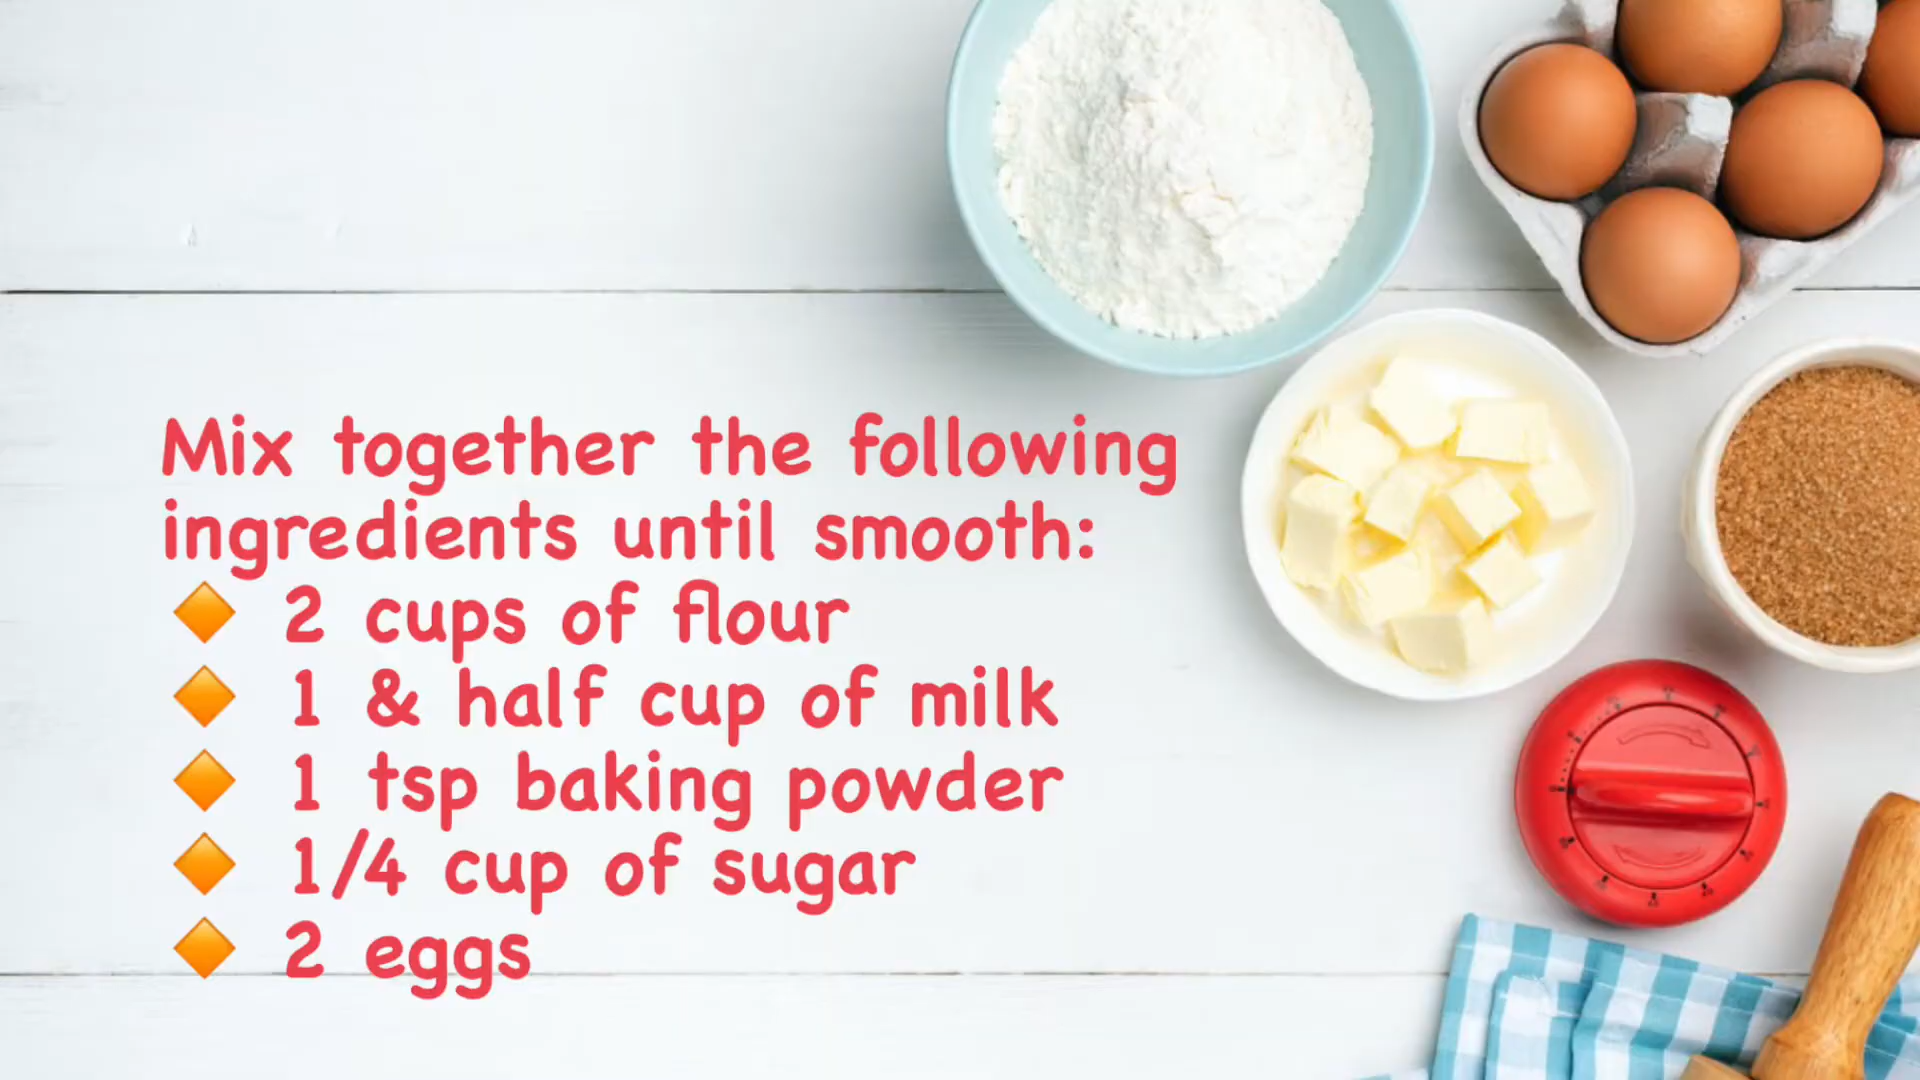 Mix together the following
ingredients until smooth:
🔸 2 cups of flour
🔸 1 & half cup of milk
🔸 1 tsp baking powder
🔸 1/4 cup of sugar
🔸 2 eggs